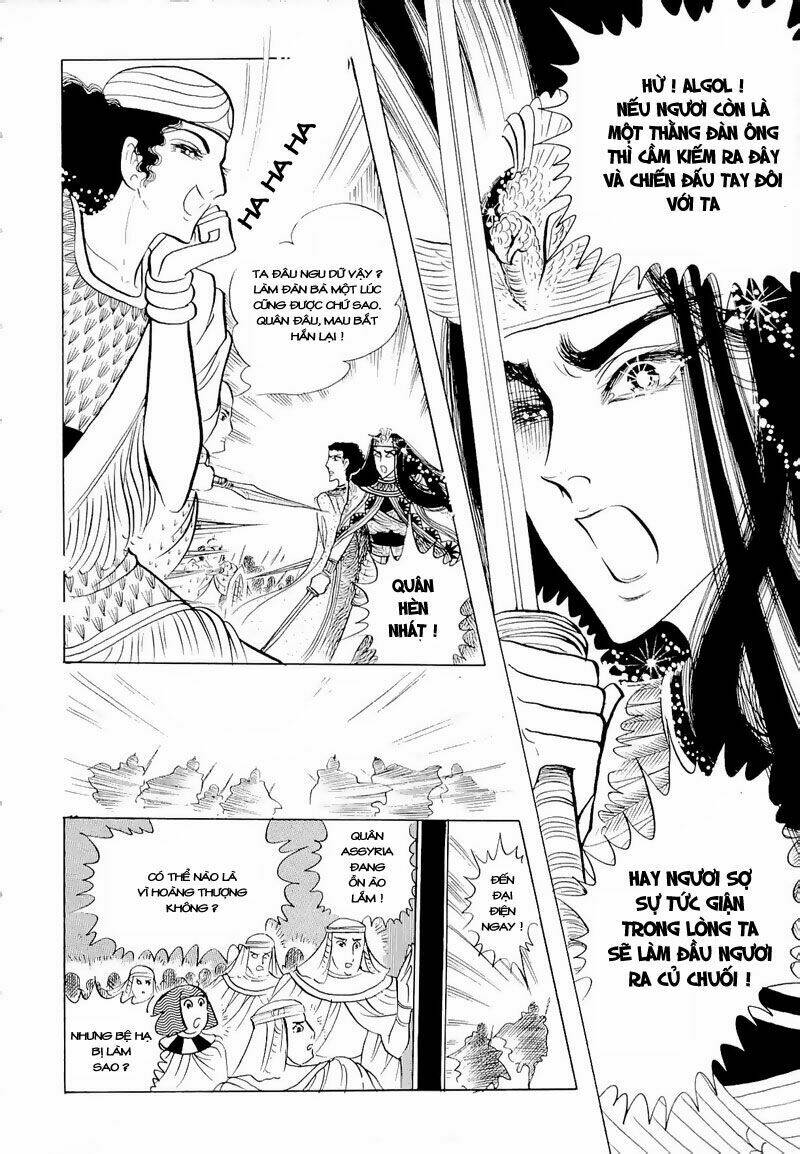 HỪ ! ALGOL !
NẾU NGƯƠI CÒN LÀ
MỘT THẰNG ĐÀN ÔNG
THÌ CẦM KIẾM RA ĐÂY
VÀ CHIẾN ĐẤU TAY ĐÔI
VỚI TA
HAY NGƯƠI SỢ
SỰ TỨC GIẬN
TRONG LÒNG TA
SẼ LÀM ĐẦU NGƯƠI
RA CỦ CHUỐI !
HA HA HA
TA ĐÂU NGU DỮ VẬY ?
LÀM ĐÀN BÀ MỘT LÚC
CŨNG ĐƯỢC CHỨ SAO.
QUÂN ĐÂU, MAU BẮT
HẮN LẠI !
QUÂN
HÈN
NHÁT !
ĐẾN
ĐẠI
ĐIỆN
NGAY !
QUÂN
ASSYRIA
ĐANG
ỒN ÀO
LẮM !
CÓ THỂ NÀO LÀ
VÌ HOÀNG THƯỢNG
KHÔNG ?
NHƯNG BỆ HẠ
BỊ LÀM
SAO ?